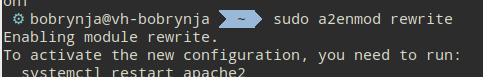 bobrynja@vh-bobrynja ~ sudo a2enmod rewrite
Enabling module rewrite.
To activate the new configuration, you need to run:
systemctl restart apache2